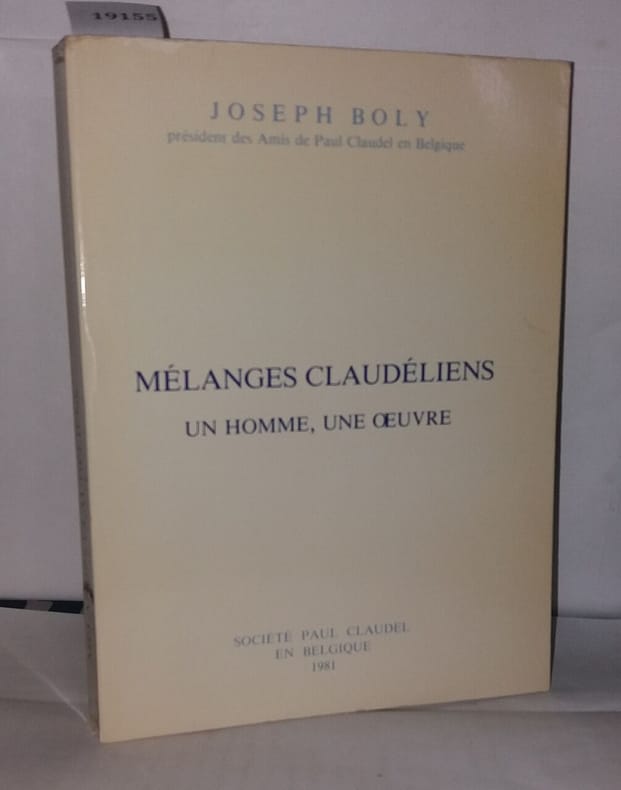 19155
JOSEPH BOLY
président des Amis de Paul Claudel en Belgique
MÉLANGES CLAUDÉLIENS
UN HOMME, UNE ŒUVRE
SOCIÉTÉ PAUL CLAUDEL
EN BELGIQUE
1981